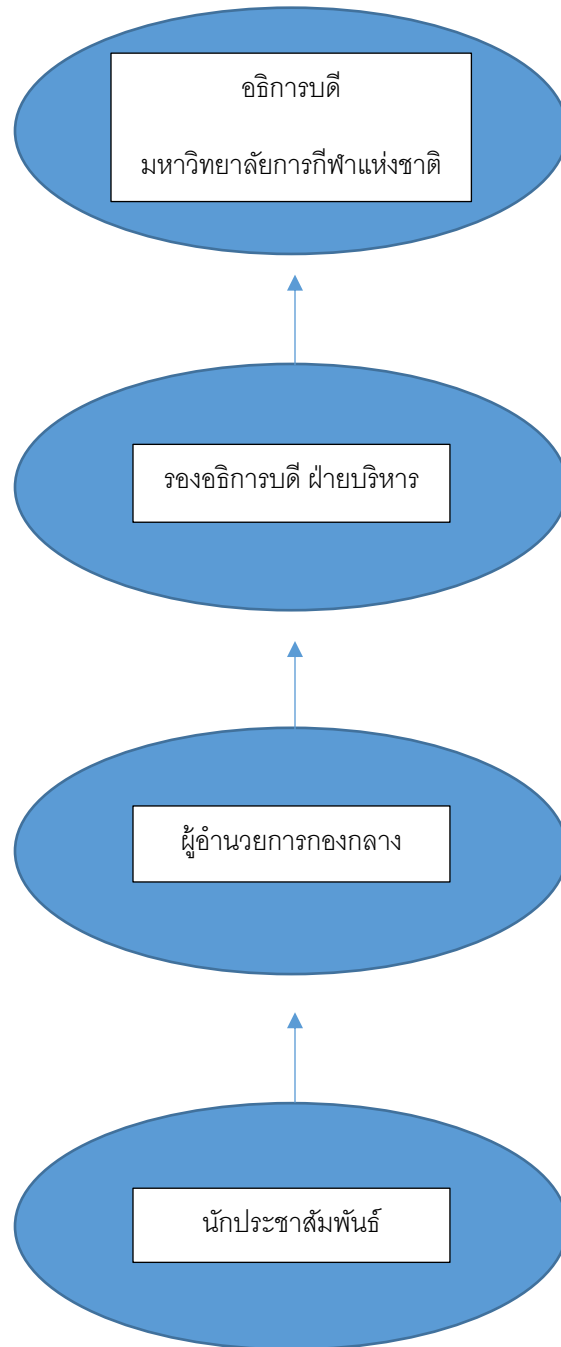 อธิการบดี
มหาวิทยาลัยการกีฬาแห่งชาติ
รองอธิการบดี ฝ่ายบริหาร
ผู้อำนวยการกองกลาง
นักประชาสัมพันธ์